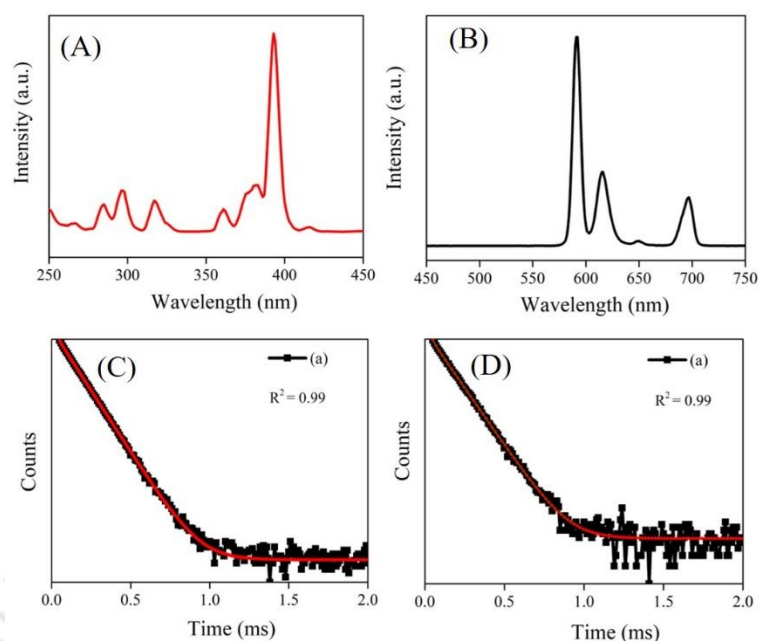 (A)
Intensity (a.u.)
250 300 350 400 450
Wavelength (nm)
(B)
Intensity (a.u.)
450 500 550 600 650 700 750
Wavelength (nm)
(C)
(a)
R² = 0.99
Counts
0.0 0.5 1.0 1.5 2.0
Time (ms)
(D)
(a)
R² = 0.99
Counts
0.0 0.5 1.0 1.5 2.0
Time (ms)